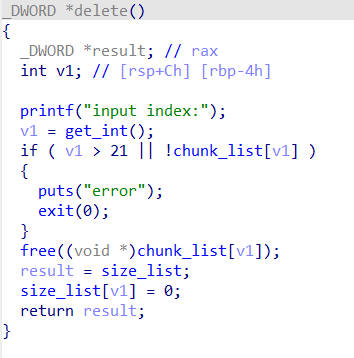 _DWORD *delete()
{
  _DWORD *result; // rax
  int v1; // [rsp+Ch] [rbp-4h]

  printf("input index:");
  v1 = get_int();
  if ( v1 > 21 || !chunk_list[v1] )
  {
    puts("error");
    exit(0);
  }
  free((void *)chunk_list[v1]);
  result = size_list;
  size_list[v1] = 0;
  return result;
}